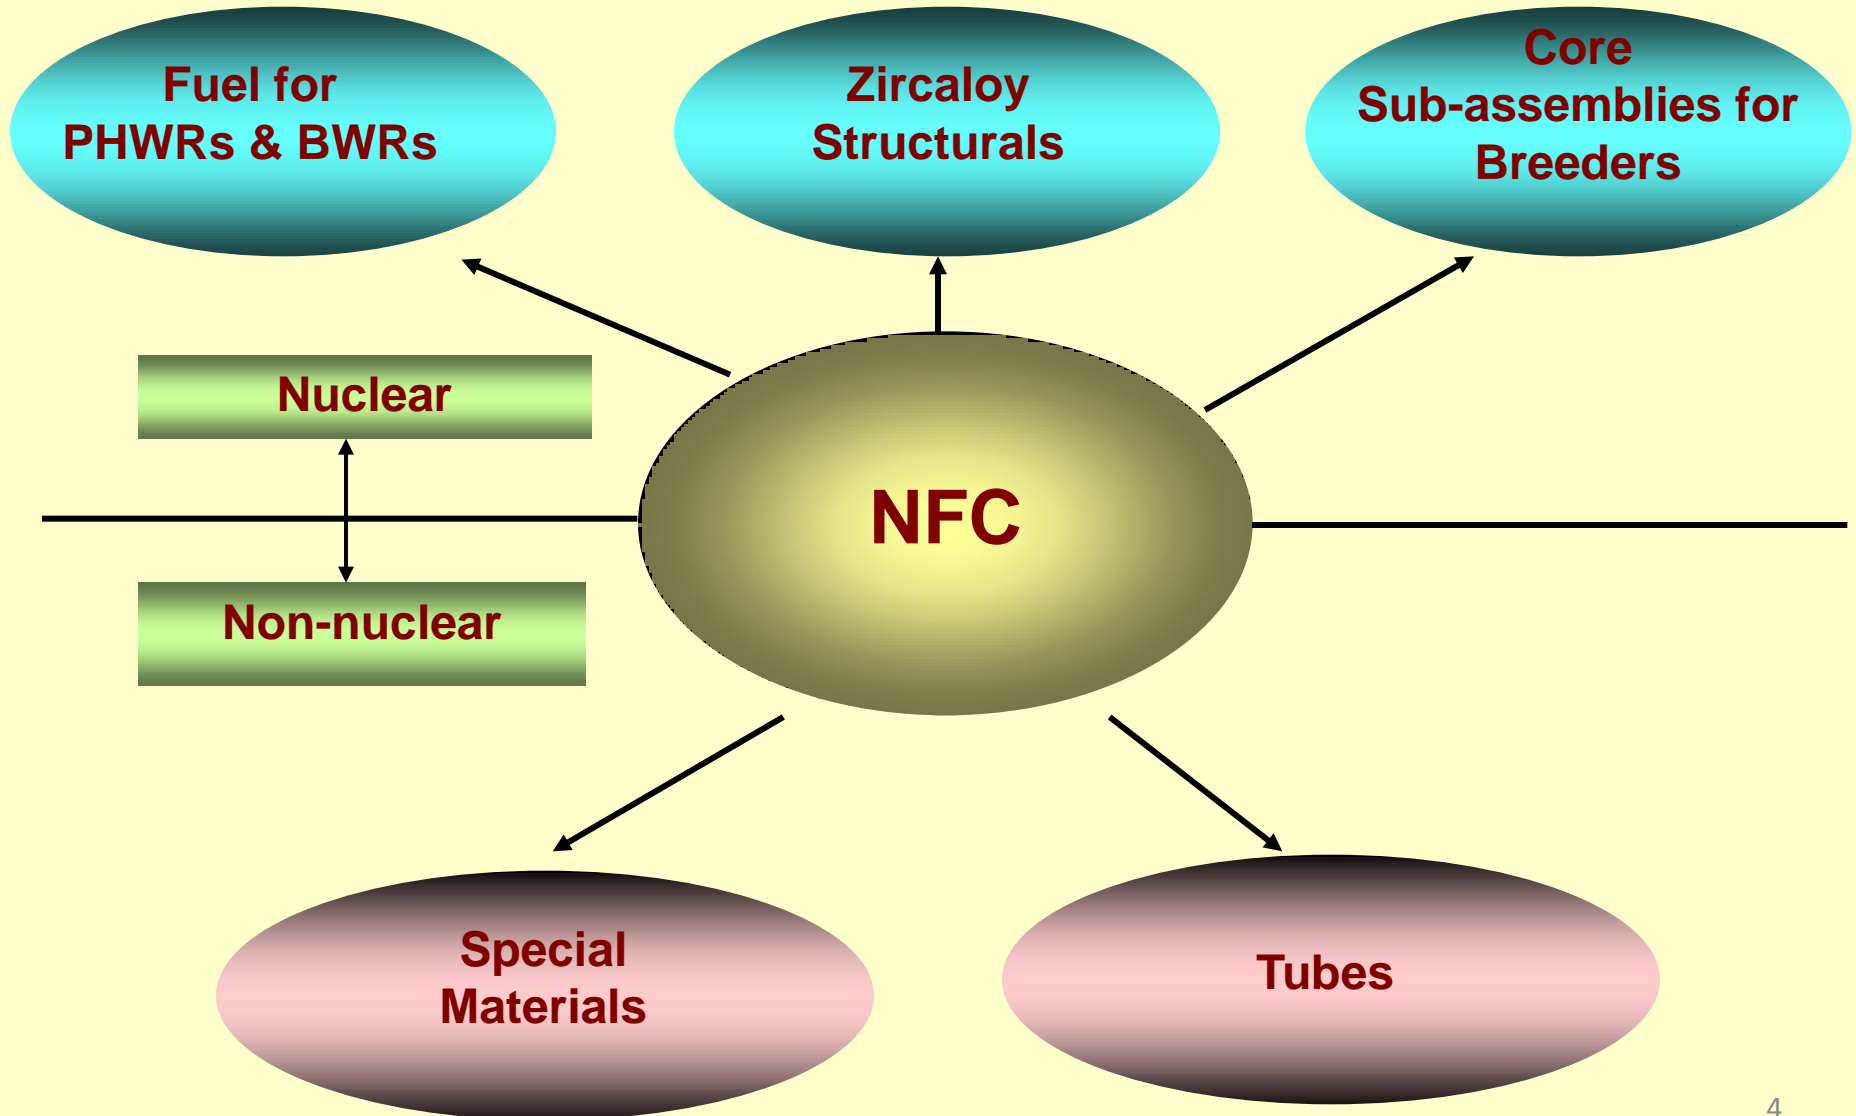 Fuel for
PHWRs & BWRs
Zircaloy
Structurals
Core
Sub-assemblies for
Breeders
Nuclear
NFC
Non-nuclear
Special
Materials
Tubes
4